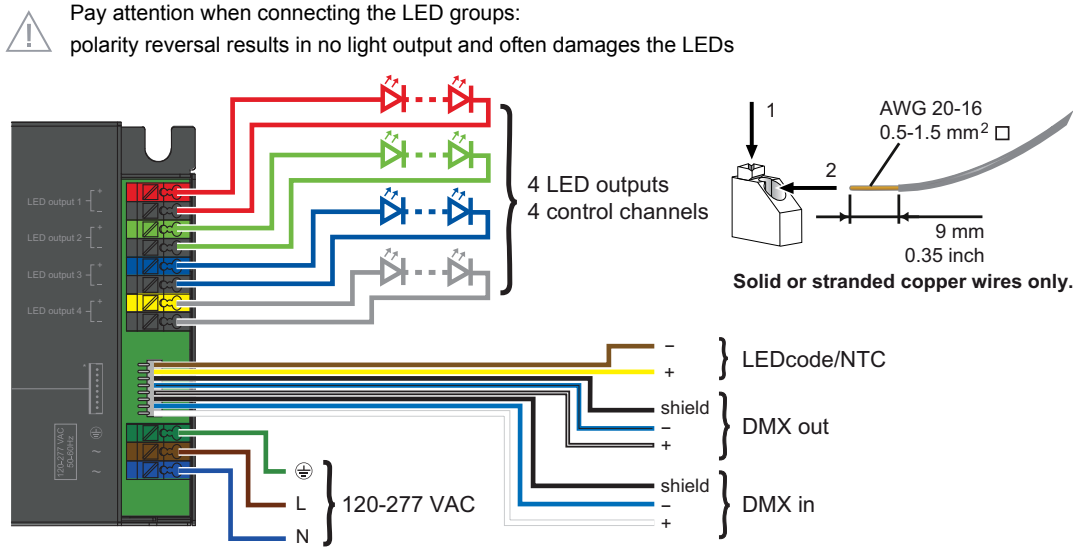 Pay attention when connecting the LED groups:
polarity reversal results in no light output and often damages the LEDs
LED output 1
+
-
LED output 2
+
-
LED output 3
+
-
LED output 4
+
-
4 LED outputs
4 control channels
1
2
AWG 20-16
0.5-1.5 mm² □
9 mm
0.35 inch
Solid or stranded copper wires only.
−
+
LEDcode/NTC
shield
−
+
DMX out
shield
−
+
DMX in
120-277 VAC
50-60Hz
~
~
L
N
120-277 VAC